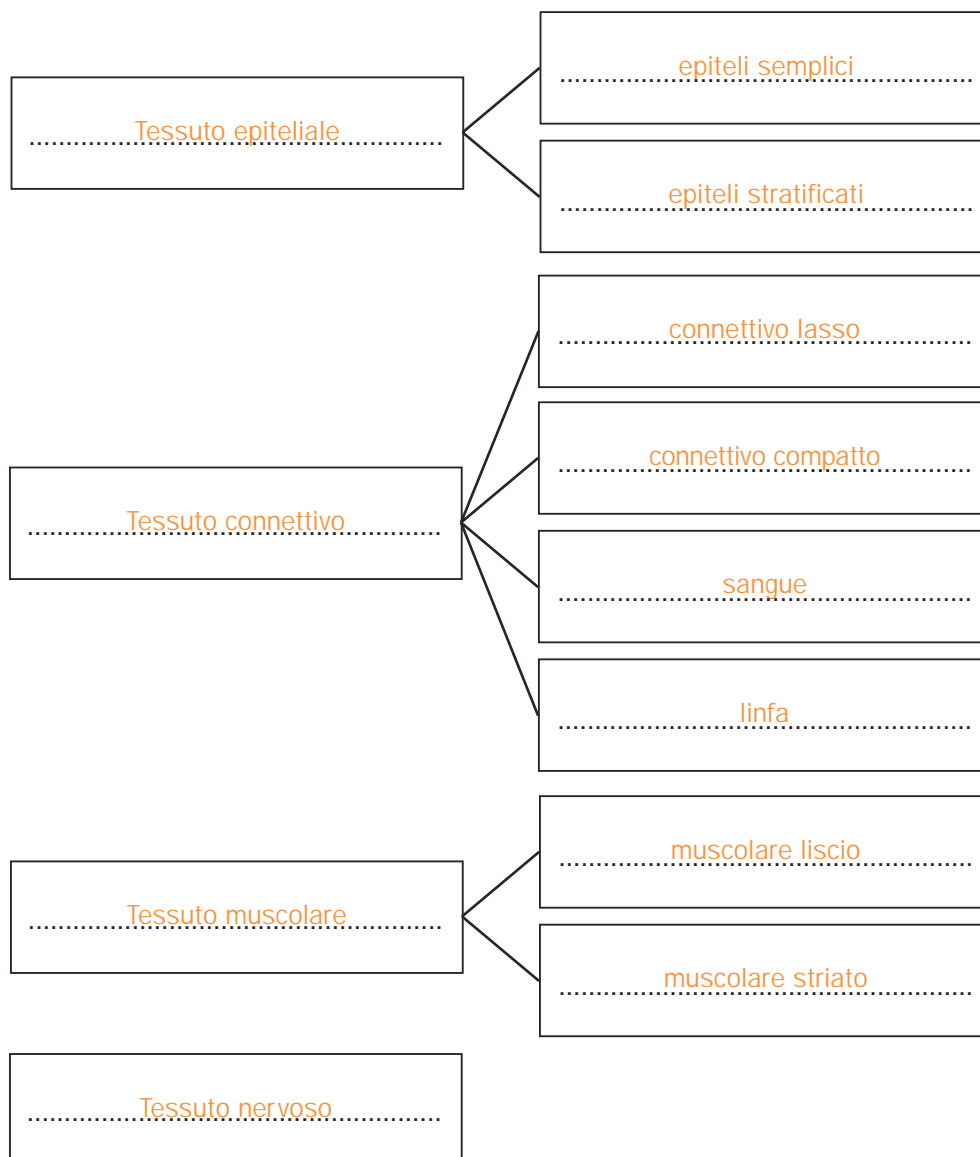 Tessuto epiteliale
epiteli semplici
epiteli stratificati
Tessuto connettivo
connettivo lasso
connettivo compatto
sangue
linfa
Tessuto muscolare
muscolare liscio
muscolare striato
Tessuto nervoso